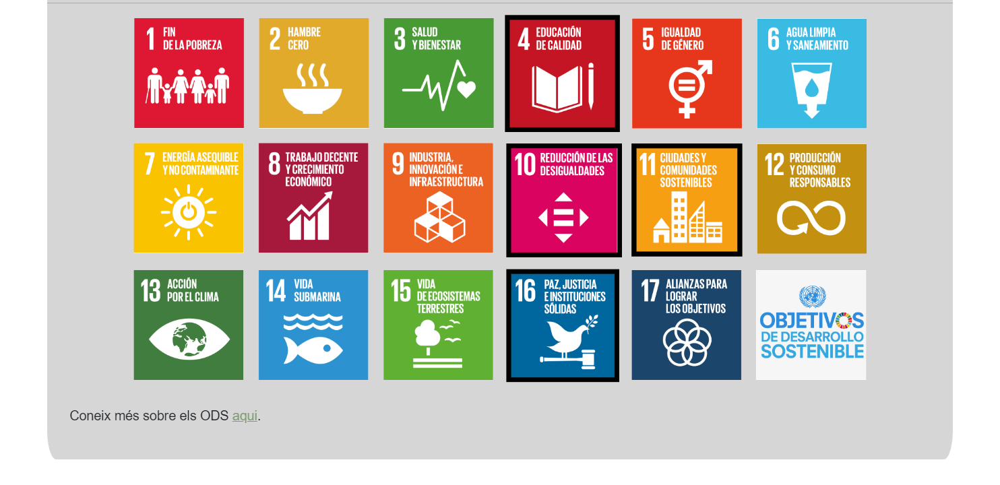 1 FIN
DE LA POBREZA
2 HAMBRE
CERO
3 SALUD
Y BIENESTAR
4 EDUCACIÓN
DE CALIDAD
5 IGUALDAD
DE GÉNERO
6 AGUA LIMPIA
Y SANEAMIENTO
7 ENERGÍA ASEQUIBLE
Y NO CONTAMINANTE
8 TRABAJO DECENTE
Y CRECIMIENTO
ECONÓMICO
9 INDUSTRIA,
INNOVACIÓN E
INFRAESTRUCTURA
10 REDUCCIÓN DE LAS
DESIGUALDADES
11 CIUDADES Y
COMUNIDADES
SOSTENIBLES
12 PRODUCCIÓN
Y CONSUMO
RESPONSABLES
13 ACCIÓN
POR EL CLIMA
14 VIDA
SUBMARINA
15 VIDA
DE ECOSISTEMAS
TERRESTRES
16 PAZ, JUSTICIA
E INSTITUCIONES
SÓLIDAS
17 ALIANZAS PARA
LOGRAR
LOS OBJETIVOS
OBJETIVOS
DE DESARROLLO
SOSTENIBLE
Coneix més sobre els ODS aqui.